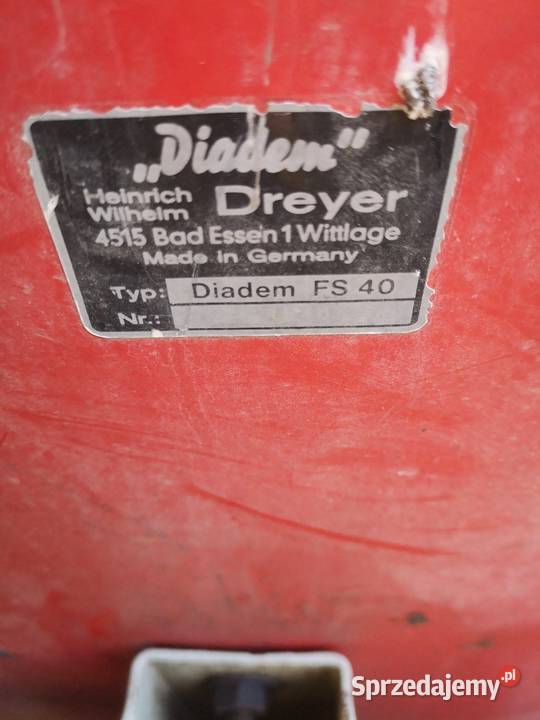 „Diadem"
Heinrich Wilhelm Dreyer
4515 Bad Essen 1 Wittlage
Made in Germany
Typ: Diadem FS 40
Nr.:
Sprzedajemy.pl